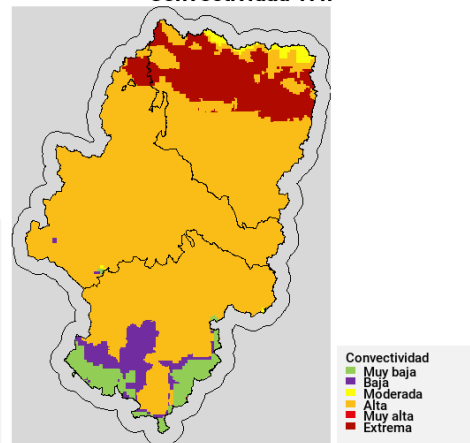 Convectividad
Muy baja
Baja
Moderada
Alta
Muy alta
Extrema